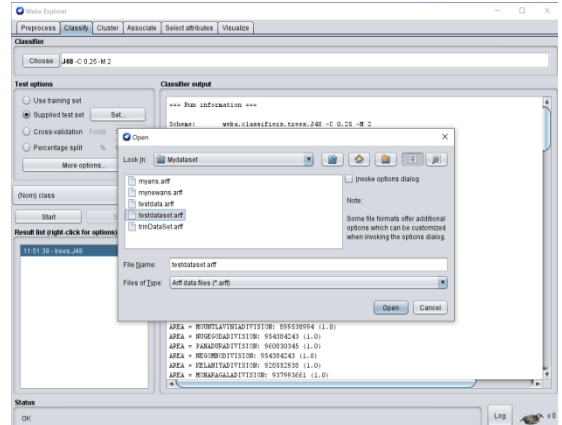 Weka Explorer
Preprocess Classify Cluster Associate Select attributes Visualize
Classifier
Choose J48 -C 0.25 -M 2
Test options
Use training set
Supplied test set Set...
Cross-validation Folds
Percentage split %
More options...
(Nom) class
Start
Result list (right-click for options)
11:51:38 - trees.J48
Classifier output
=== Run information ===
Scheme: weka.classifiers.trees.J48 -C 0.25 -M 2
Open
Look In: Mydataset
myans.arff
mynewans.arff
testdata.arff
testdataset.arff
trinDataSet.arff
Invoke options dialog
Note:
Some file formats offer additional
options which can be customized
when invoking the options dialog.
File Name: testdataset.arff
Files of Type: Arff data files (*.arff)
Open Cancel
AREA = MOUNTLAVINIADIVISION: 899538994 (1.0)
AREA = NUGEGODADIVISION: 954384243 (1.0)
AREA = PANADURADIVISION: 960830345 (1.0)
AREA = NEGOMBODIVISION: 954384243 (1.0)
AREA = KELANIYADIVISION: 928552938 (1.0)
AREA = MONARAGALADIVISION: 937993661 (1.0)
Status
OK
Log x 0